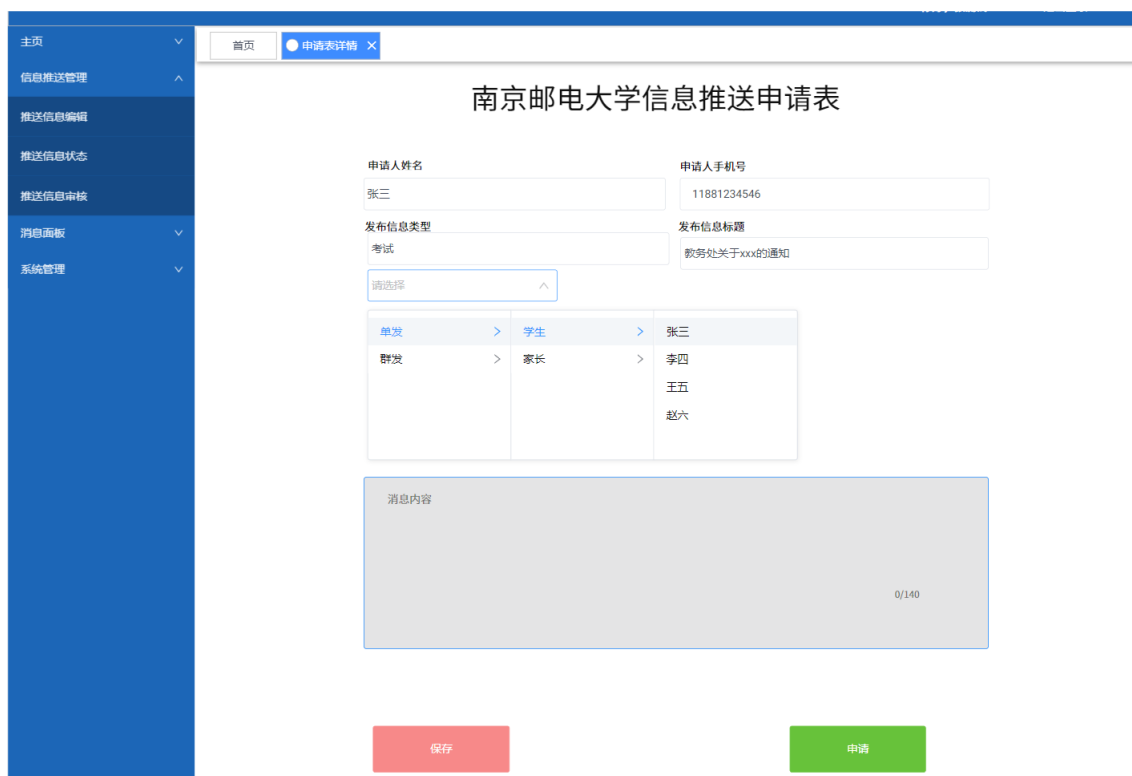 主页
信息推送管理
推送信息编辑
推送信息状态
推送信息审核
消息面板
系统管理
首页
申请表详情
南京邮电大学信息推送申请表
申请人姓名
申请人手机号
张三
11881234546
发布信息类型
发布信息标题
考试
教务处关于xxx的通知
请选择
单发
学生
张三
群发
家长
李四
王五
赵六
消息内容
0/140
保存
申请